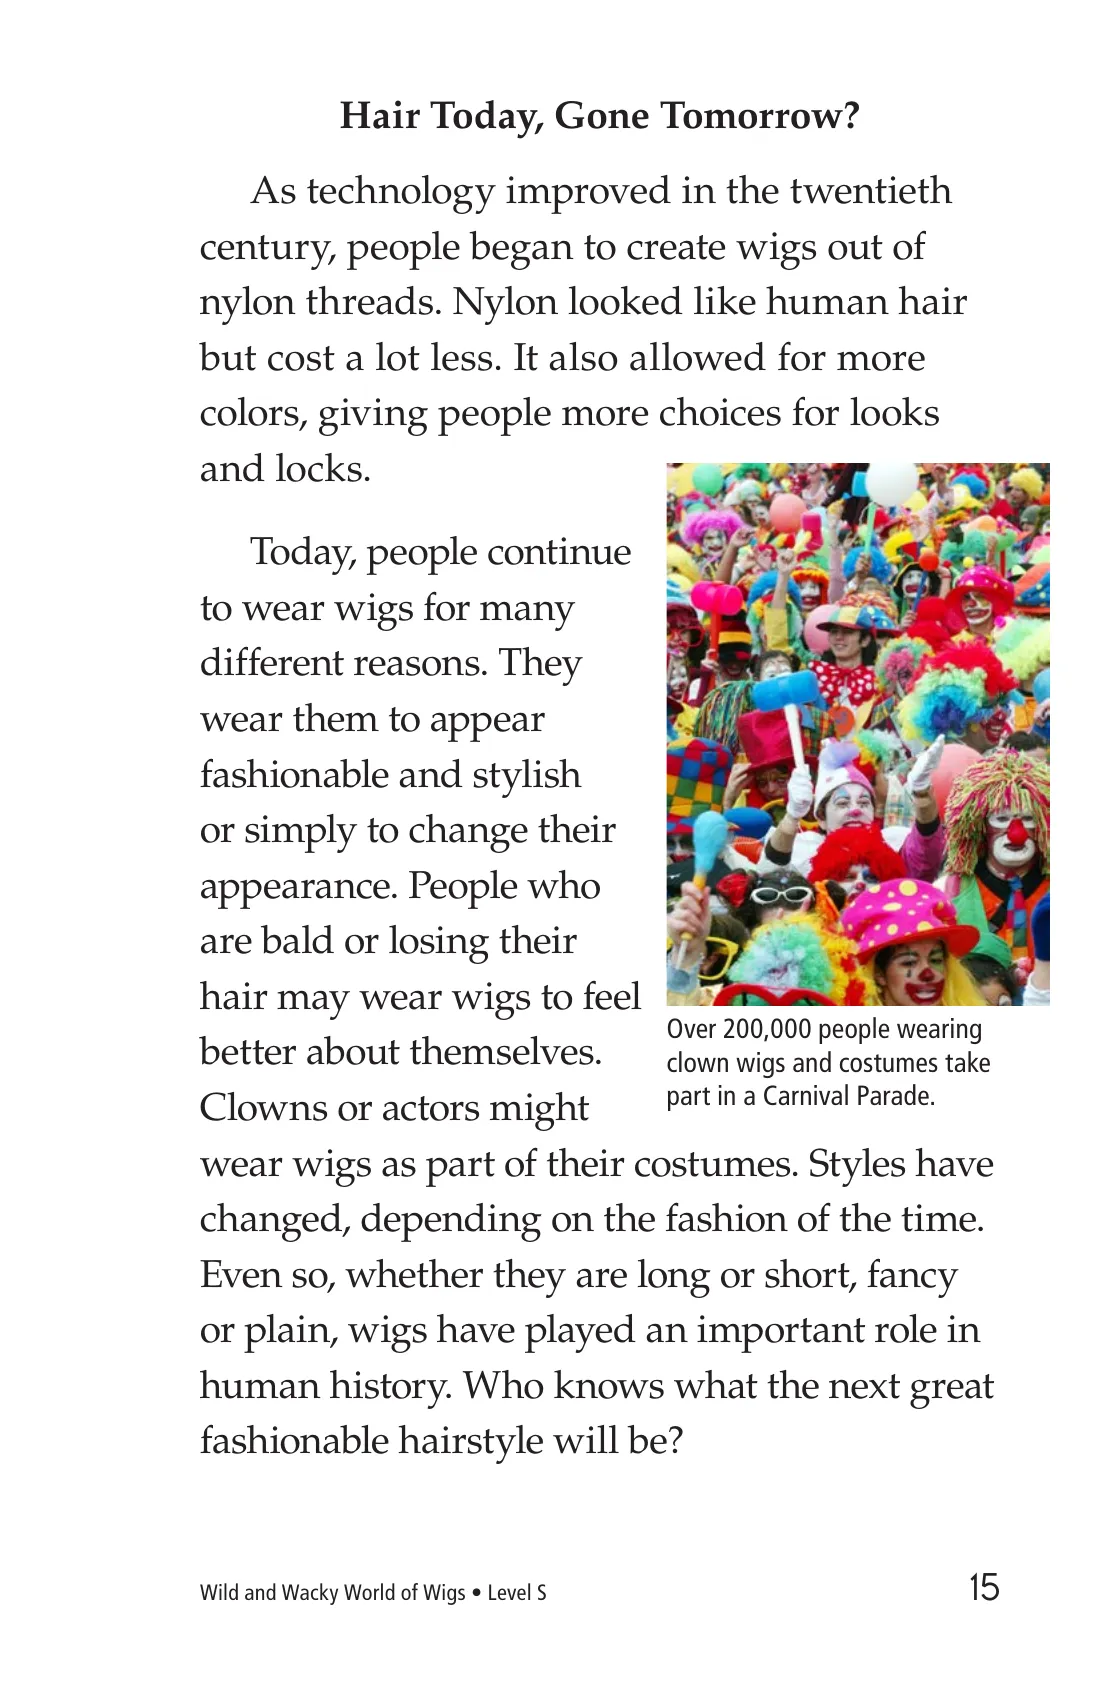 Hair Today, Gone Tomorrow?
As technology improved in the twentieth
century, people began to create wigs out of
nylon threads. Nylon looked like human hair
but cost a lot less. It also allowed for more
colors, giving people more choices for looks
and locks.
Today, people continue
to wear wigs for many
different reasons. They
wear them to appear
fashionable and stylish
or simply to change their
appearance. People who
are bald or losing their
hair may wear wigs to feel
better about themselves.
Clowns or actors might
wear wigs as part of their costumes. Styles have
changed, depending on the fashion of the time.
Even so, whether they are long or short, fancy
or plain, wigs have played an important role in
human history. Who knows what the next great
fashionable hairstyle will be?
Over 200,000 people wearing
clown wigs and costumes take
part in a Carnival Parade.
Wild and Wacky World of Wigs • Level S
15